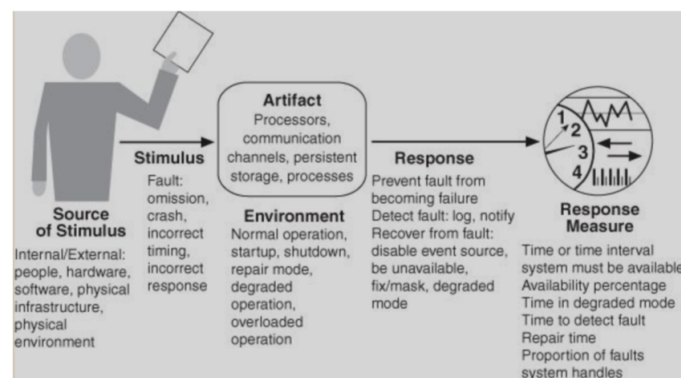 Source
of Stimulus
Internal/External:
people, hardware,
software, physical
infrastructure,
physical
environment
Stimulus
Fault:
omission,
crash,
incorrect
timing,
incorrect
response
Artifact
Processors,
communication
channels, persistent
storage, processes
Environment
Normal operation,
startup, shutdown,
repair mode,
degraded
operation,
overloaded
operation
Response
Prevent fault from
becoming failure
Detect fault: log, notify
Recover from fault:
disable event source,
be unavailable,
fix/mask, degraded
mode
1
2
3
4
Response
Measure
Time or time interval
system must be available
Availability percentage
Time in degraded mode
Time to detect fault
Repair time
Proportion of faults
system handles